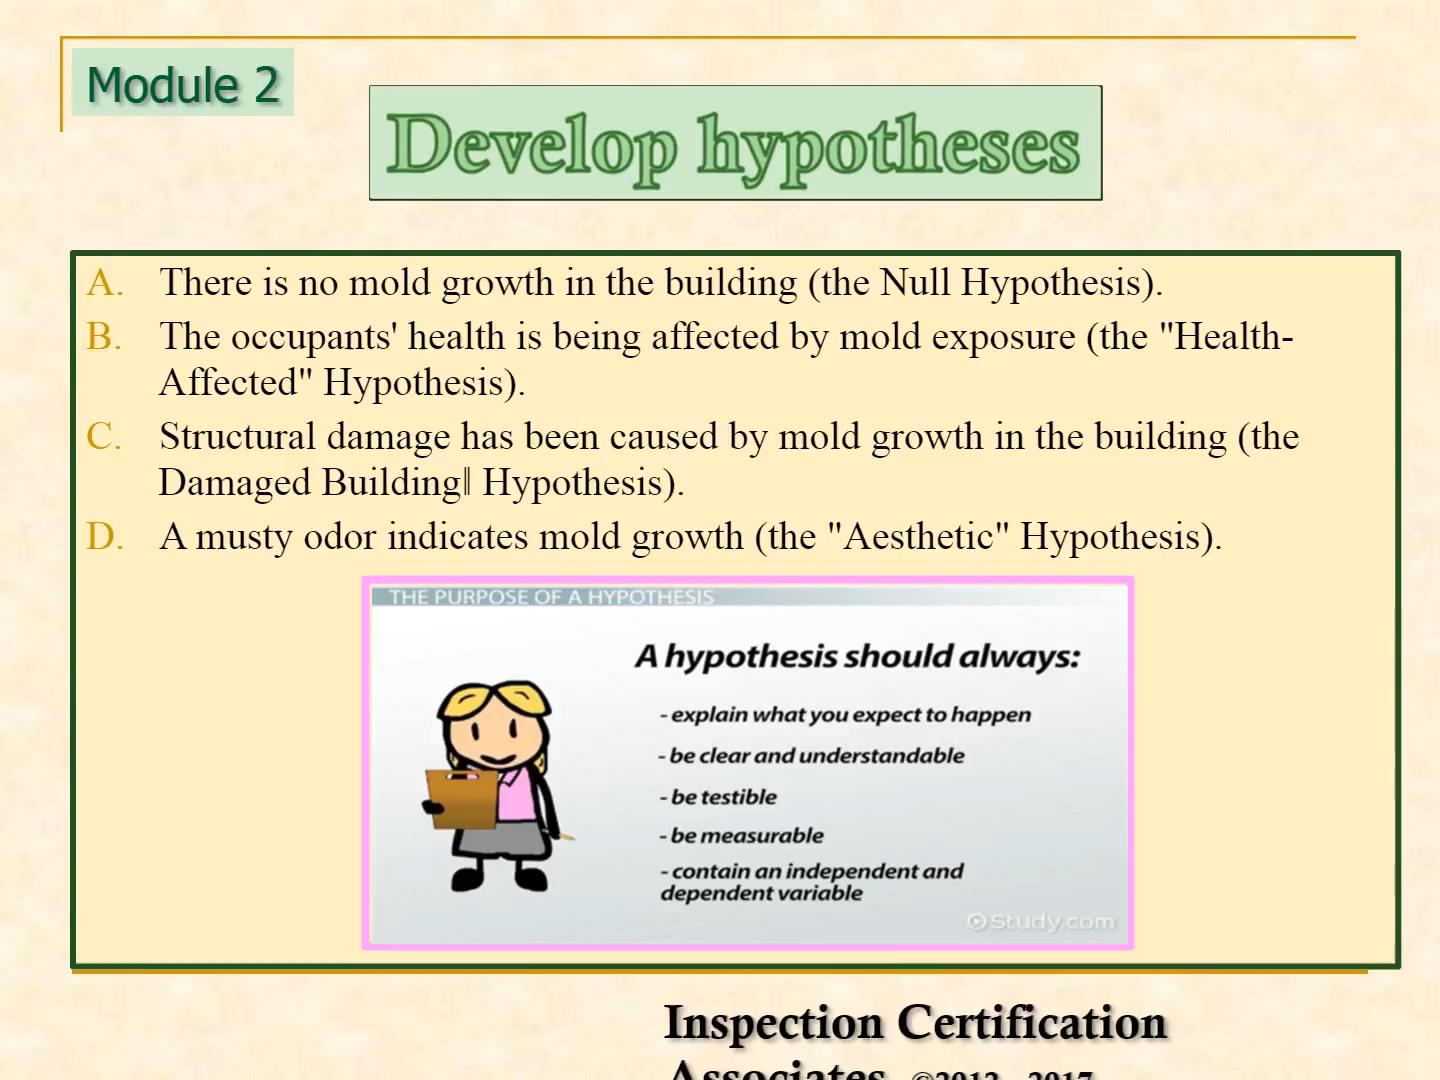 Module 2
Develop hypotheses
A. There is no mold growth in the building (the Null Hypothesis).
B. The occupants' health is being affected by mold exposure (the "Health-
Affected" Hypothesis).
C. Structural damage has been caused by mold growth in the building (the
Damaged Building‖ Hypothesis).
D. A musty odor indicates mold growth (the "Aesthetic" Hypothesis).
THE PURPOSE OF A HYPOTHESIS
A hypothesis should always:
- explain what you expect to happen
- be clear and understandable
- be testible
- be measurable
- contain an independent and
dependent variable
Study.com
Inspection Certification
Associates ©2012 - 2017